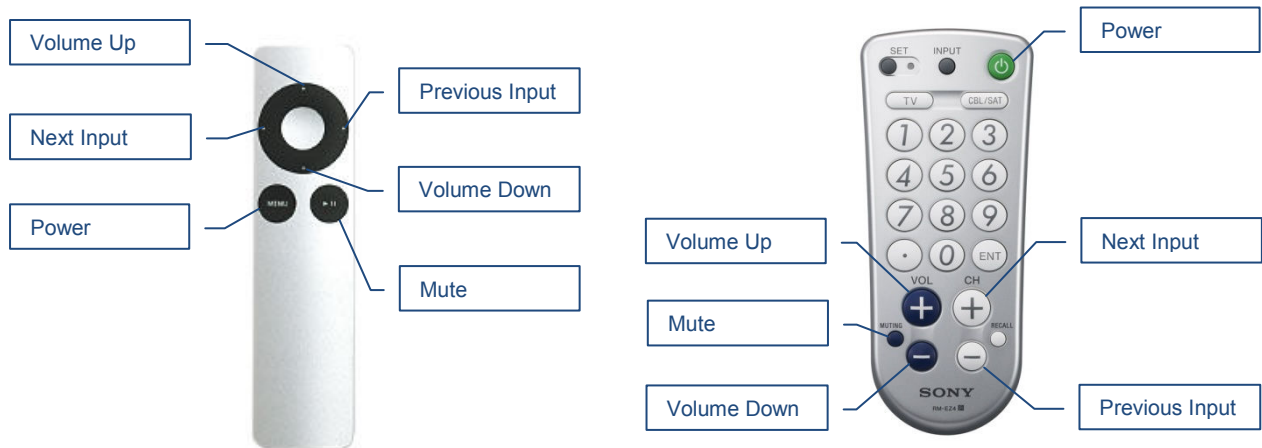 Volume Up
Next Input
Power
Previous Input
Volume Down
Mute
MENU
SET
INPUT
TV
CBL/SAT
1 2 3
4 5 6
7 8 9
· 0 ENT
VOL CH
+ +
MUTING RECALL
− −
SONY
RM-EZ4
Power
Volume Up
Mute
Volume Down
Next Input
Previous Input